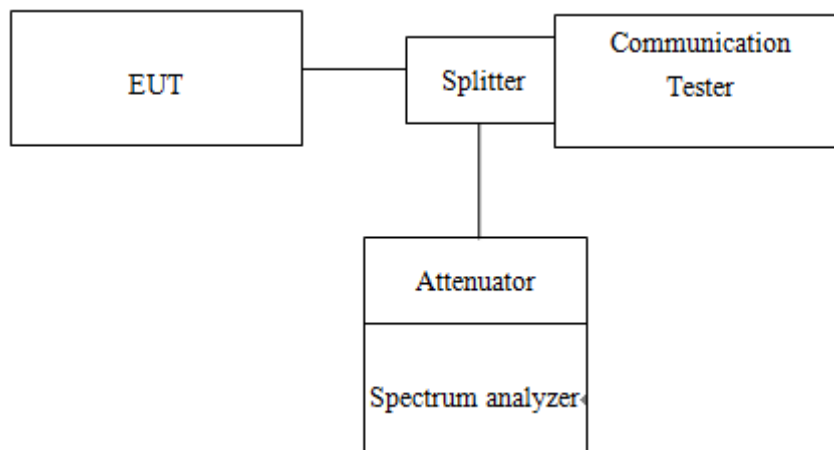 EUT
Splitter
Communication
Tester
Attenuator
Spectrum analyzer